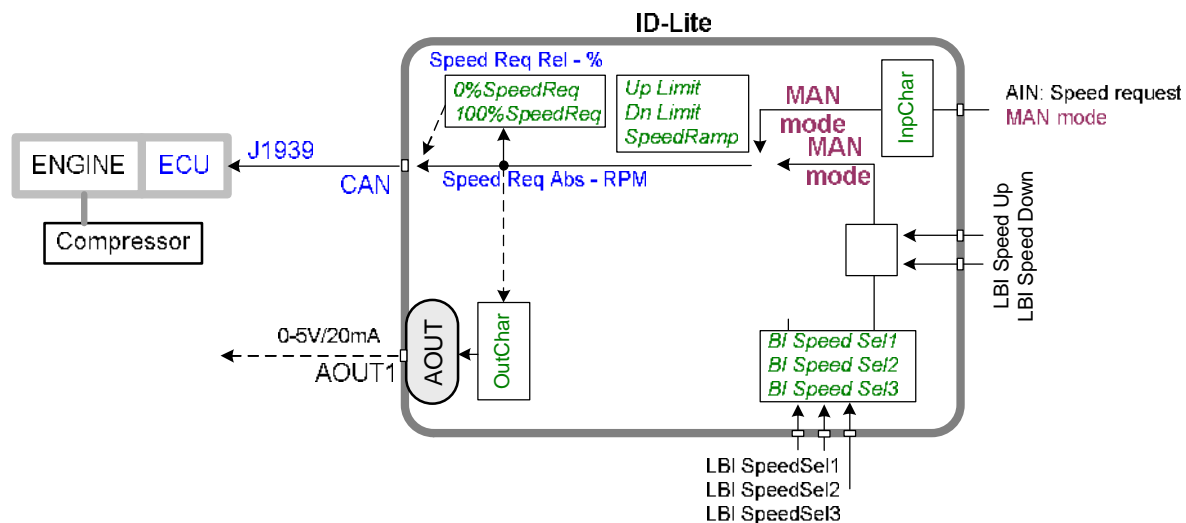 ID-Lite
Speed Req Rel - %
0%SpeedReq
100%SpeedReq
Up Limit
Dn Limit
SpeedRamp
MAN
mode
InpChar
AIN: Speed request
MAN mode
ENGINE
ECU
J1939
CAN
Speed Req Abs - RPM
MAN
mode
Compressor
LBI Speed Up
LBI Speed Down
0-5V/20mA
AOUT1
AOUT
OutChar
BI Speed Sel1
BI Speed Sel2
BI Speed Sel3
LBI SpeedSel1
LBI SpeedSel2
LBI SpeedSel3